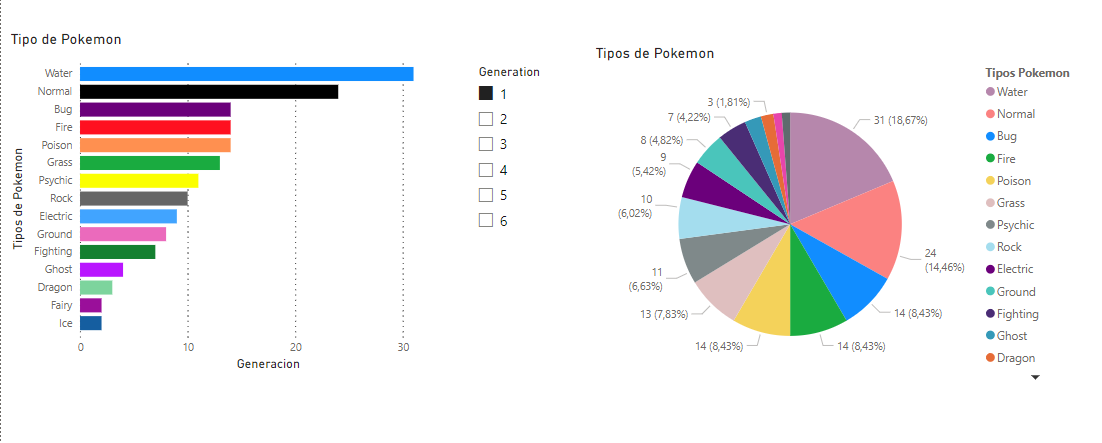 Tipo de Pokemon
Tipos de Pokemon
Water
Normal
Bug
Fire
Poison
Grass
Psychic
Rock
Electric
Ground
Fighting
Ghost
Dragon
Fairy
Ice
0
10
20
30
Generacion
Generation
1
2
3
4
5
6
Tipos de Pokemon
31 (18,67%)
24
(14,46%)
14 (8,43%)
14 (8,43%)
14 (8,43%)
13 (7,83%)
11
(6,63%)
10
(6,02%)
9
(5,42%)
8 (4,82%)
7 (4,22%)
3 (1,81%)
Tipos Pokemon
Water
Normal
Bug
Fire
Poison
Grass
Psychic
Rock
Electric
Ground
Fighting
Ghost
Dragon